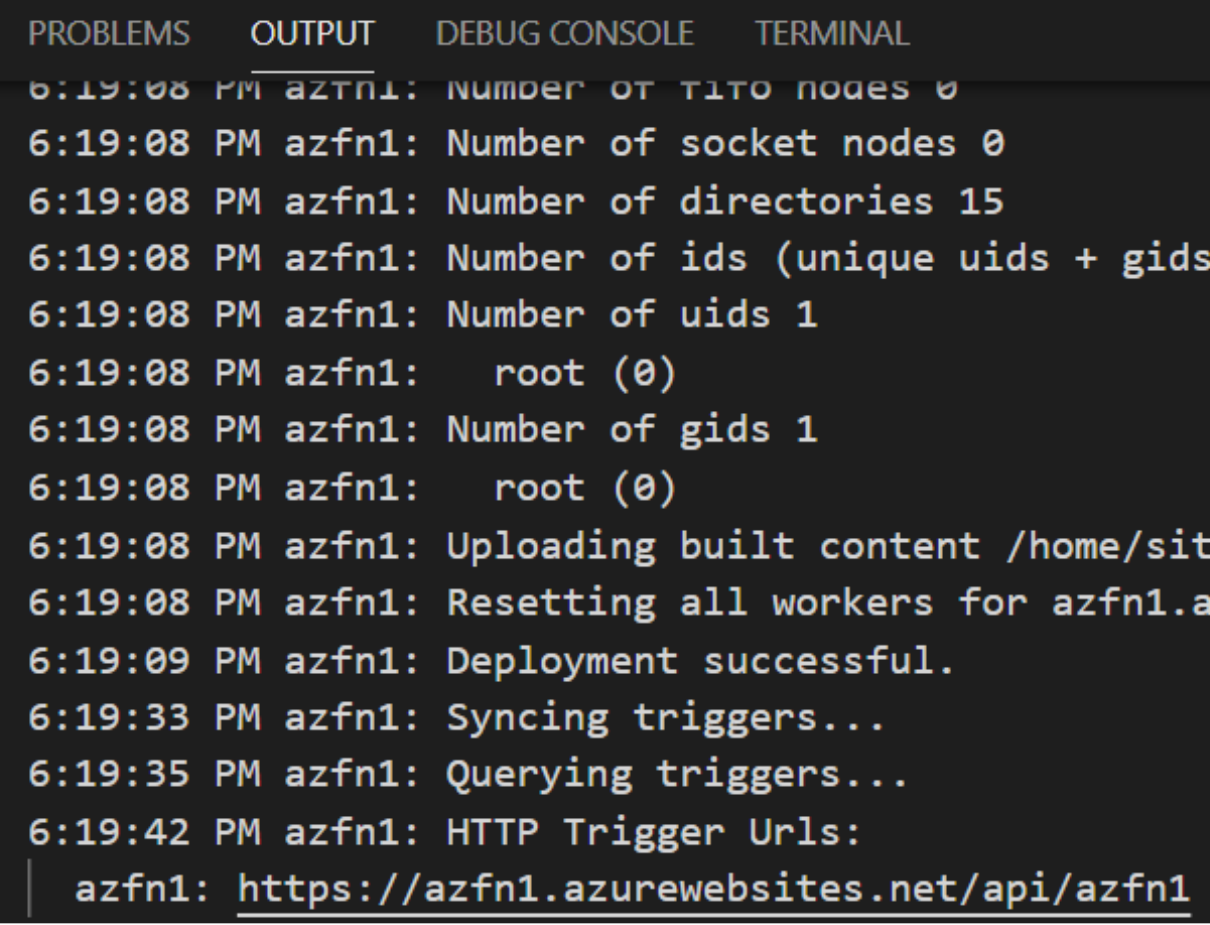 PROBLEMS OUTPUT DEBUG CONSOLE TERMINAL
6:19:08 PM azfn1: Number of fifo nodes 0
6:19:08 PM azfn1: Number of socket nodes 0
6:19:08 PM azfn1: Number of directories 15
6:19:08 PM azfn1: Number of ids (unique uids + gids
6:19:08 PM azfn1: Number of uids 1
6:19:08 PM azfn1:   root (0)
6:19:08 PM azfn1: Number of gids 1
6:19:08 PM azfn1:   root (0)
6:19:08 PM azfn1: Uploading built content /home/sit
6:19:08 PM azfn1: Resetting all workers for azfn1.a
6:19:09 PM azfn1: Deployment successful.
6:19:33 PM azfn1: Syncing triggers...
6:19:35 PM azfn1: Querying triggers...
6:19:42 PM azfn1: HTTP Trigger Urls:
azfn1: https://azfn1.azurewebsites.net/api/azfn1